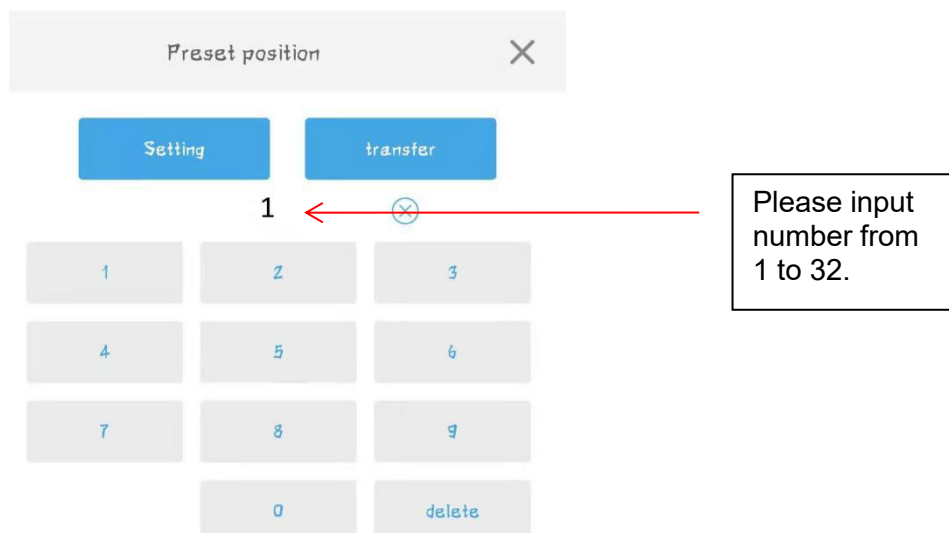 Preset position
Setting transfer
1
Please input
number from
1 to 32.
1 2 3
4 5 6
7 8 9
0 delete